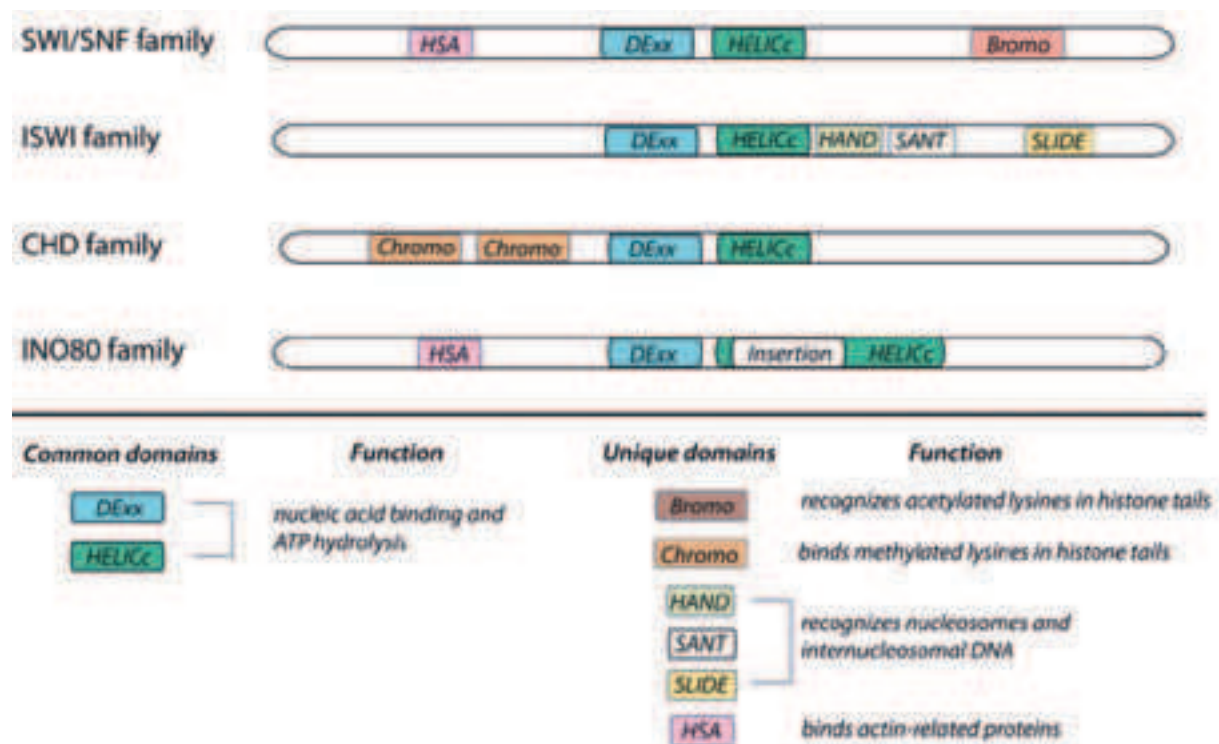 SWI/SNF family HSA DExx HELICc Bromo
ISWI family DExx HELICc HAND SANT SLIDE
CHD family Chromo Chromo DExx HELICc
INO80 family HSA DExx Insertion HELICc
Common domains Function Unique domains Function
DExx
HELICc
nucleic acid binding and
ATP hydrolysis
Bromo recognizes acetylated lysines in histone tails
Chromo binds methylated lysines in histone tails
HAND
SANT
SLIDE
recognizes nucleosomes and
internucleosomal DNA
HSA binds actin-related proteins